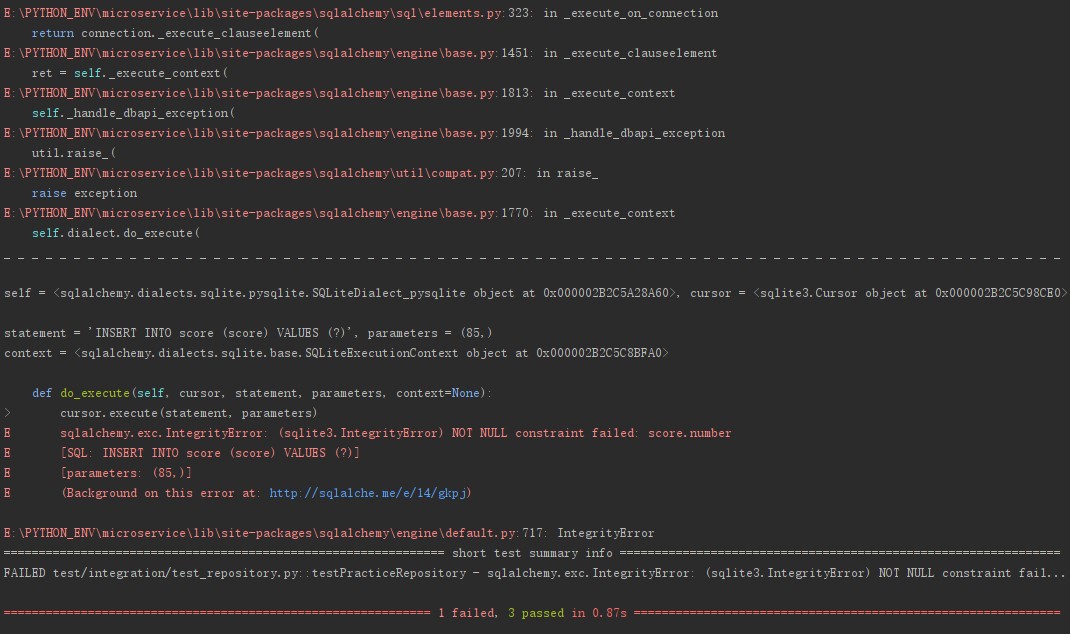 E:\PYTHON_ENV\microservice\lib\site-packages\sqlalchemy\sql\elements.py:323: in _execute_on_connection
    return connection._execute_clauseelement(
E:\PYTHON_ENV\microservice\lib\site-packages\sqlalchemy\engine\base.py:1451: in _execute_clauseelement
    ret = self._execute_context(
E:\PYTHON_ENV\microservice\lib\site-packages\sqlalchemy\engine\base.py:1813: in _execute_context
    self._handle_dbapi_exception(
E:\PYTHON_ENV\microservice\lib\site-packages\sqlalchemy\engine\base.py:1994: in _handle_dbapi_exception
    util.raise_(
E:\PYTHON_ENV\microservice\lib\site-packages\sqlalchemy\util\compat.py:207: in raise_
    raise exception
E:\PYTHON_ENV\microservice\lib\site-packages\sqlalchemy\engine\base.py:1770: in _execute_context
    self.dialect.do_execute(
_ _ _ _ _ _ _ _ _ _ _ _ _ _ _ _ _ _ _ _ _ _ _ _ _ _ _ _ _ _ _ _ _ _ _ _ _ _ _ _ _ _ _ _ _ _ _ _ _ _ _ _ _ _ _ _ _ _ _ _ _ _ _ _ _ _ _ _ _ _ _ _ _ _ _ _
self = <sqlalchemy.dialects.sqlite.pysqlite.SQLiteDialect_pysqlite object at 0x000002B2C5A28A60>, cursor = <sqlite3.Cursor object at 0x000002B2C5C98CE0>
statement = 'INSERT INTO score (score) VALUES (?)', parameters = (85,)
context = <sqlalchemy.dialects.sqlite.base.SQLiteExecutionContext object at 0x000002B2C5C8BFA0>
    def do_execute(self, cursor, statement, parameters, context=None):
>       cursor.execute(statement, parameters)
E       sqlalchemy.exc.IntegrityError: (sqlite3.IntegrityError) NOT NULL constraint failed: score.number
E       [SQL: INSERT INTO score (score) VALUES (?)]
E       [parameters: (85,)]
E       (Background on this error at: http://sqlalche.me/e/14/gkpj)
E:\PYTHON_ENV\microservice\lib\site-packages\sqlalchemy\engine\default.py:717: IntegrityError
=============================================================== short test summary info ===============================================================
FAILED test/integration/test_repository.py::testPracticeRepository - sqlalchemy.exc.IntegrityError: (sqlite3.IntegrityError) NOT NULL constraint fail...
============================================================= 1 failed, 3 passed in 0.87s =============================================================